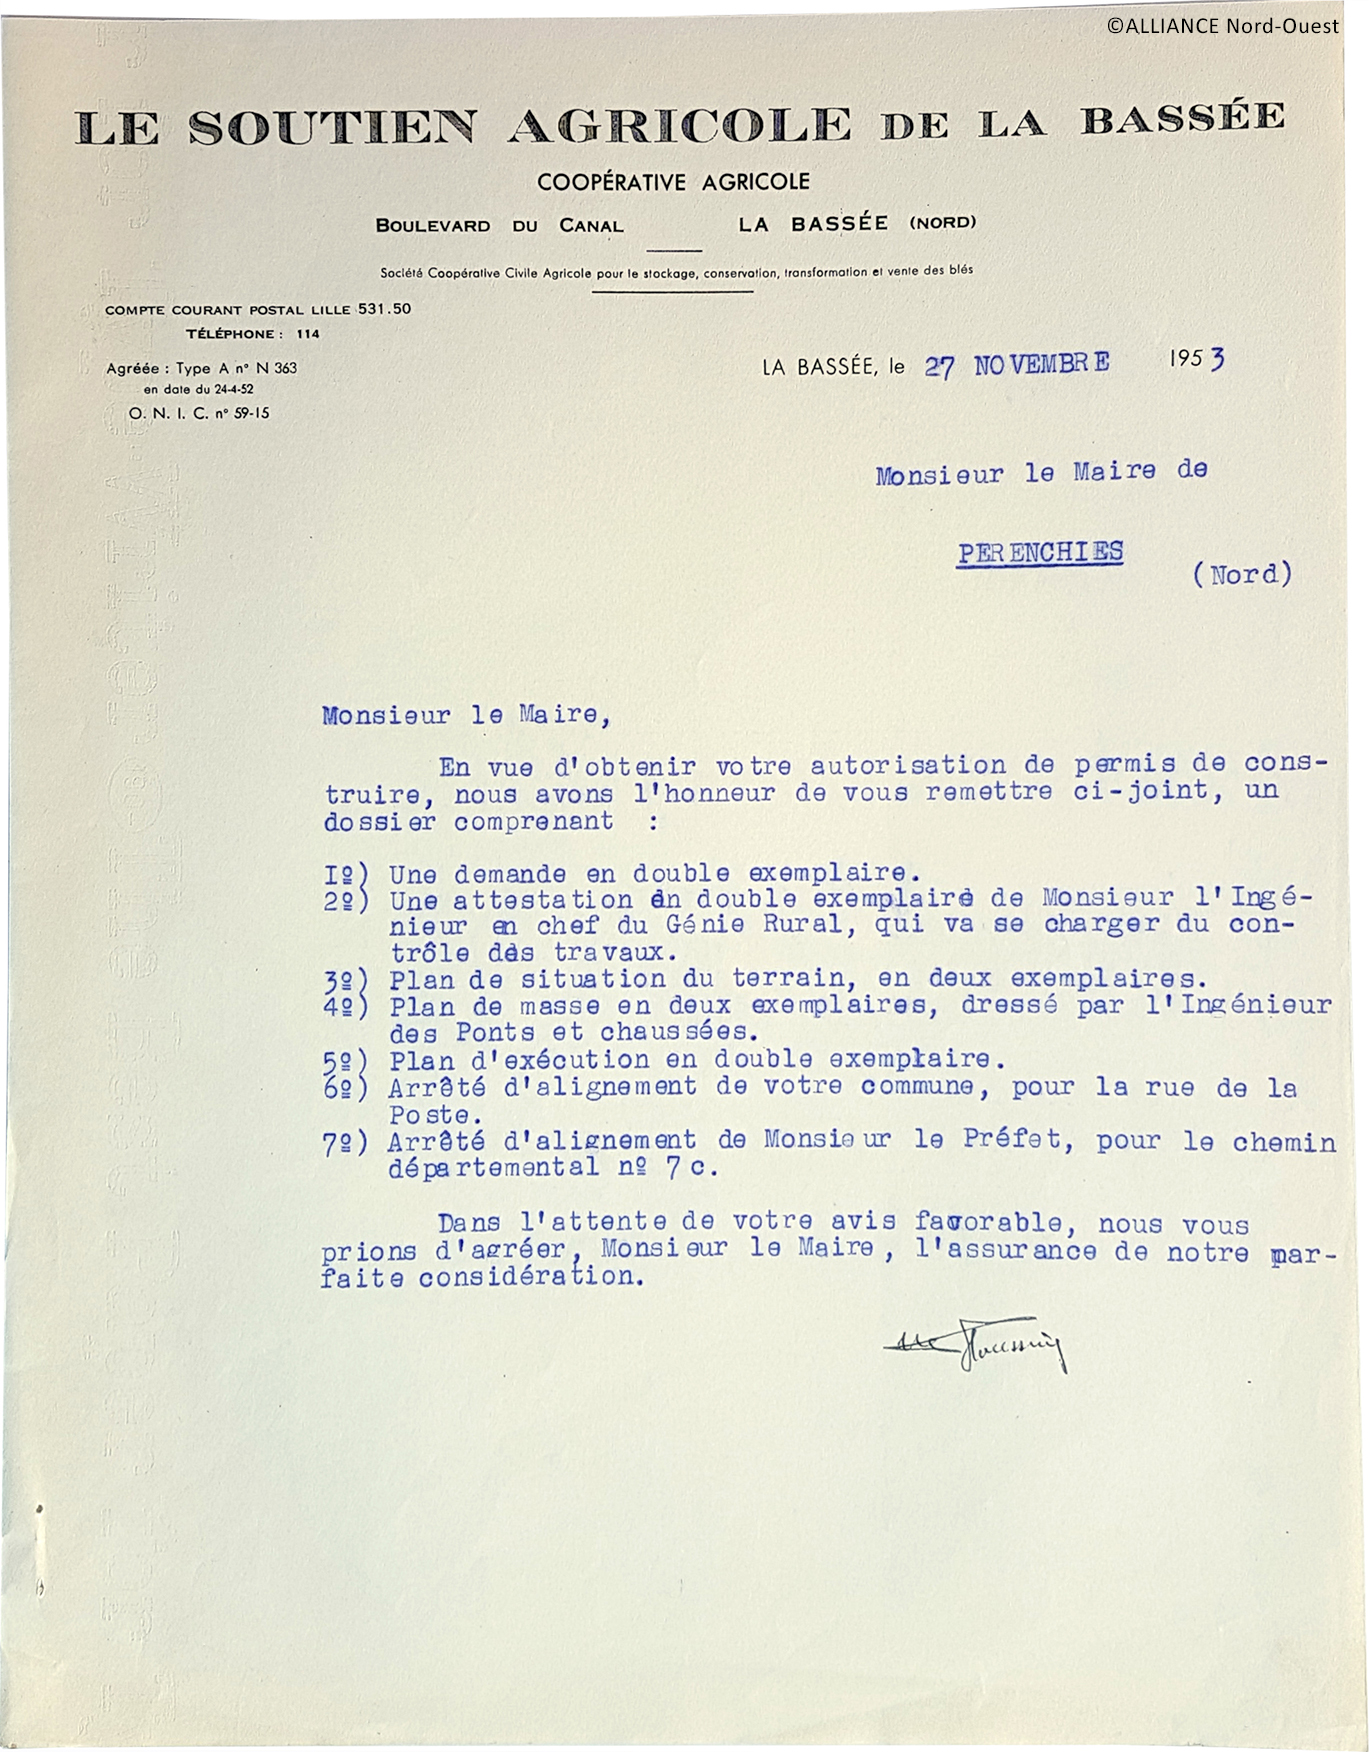 ©ALLIANCE Nord-Ouest
LE SOUTIEN AGRICOLE DE LA BASSÉE
COOPÉRATIVE AGRICOLE
BOULEVARD DU CANAL LA BASSÉE (NORD)
Société Coopérative Civile Agricole pour le stockage, conservation, transformation et vente des blés
COMPTE COURANT POSTAL LILLE 531.50
TÉLÉPHONE : 114
Agréée : Type A n° N 363
en date du 24-4-52
O. N. I. C. n° 59-15
LA BASSÉE, le 27 NOVEMBRE 1953
Monsieur le Maire de
PERENCHIES
(Nord)
Monsieur le Maire,
En vue d'obtenir votre autorisation de permis de cons-
truire, nous avons l'honneur de vous remettre ci-joint, un
dossier comprenant :
Iº) Une demande en double exemplaire.
2º) Une attestation en double exemplaire de Monsieur l'Ingé-
nieur en chef du Génie Rural, qui va se charger du con-
trôle des travaux.
3º) Plan de situation du terrain, en deux exemplaires.
4º) Plan de masse en deux exemplaires, dressé par l'Ingénieur
des Ponts et chaussées.
5º) Plan d'exécution en double exemplaire.
6º) Arrêté d'alignement de votre commune, pour la rue de la
Poste.
7º) Arrêté d'alignement de Monsieur le Préfet, pour le chemin
départemental nº 7 c.
Dans l'attente de votre avis favorable, nous vous
prions d'agréer, Monsieur le Maire, l'assurance de notre par-
faite considération.